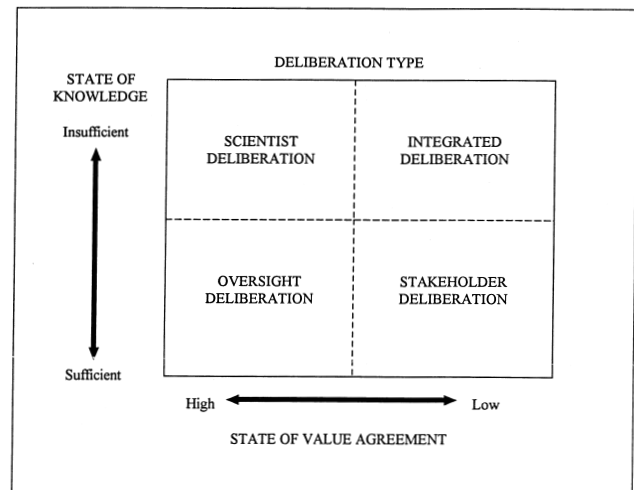 DELIBERATION TYPE
STATE OF
KNOWLEDGE
Insufficient
SCIENTIST
DELIBERATION
INTEGRATED
DELIBERATION
OVERSIGHT
DELIBERATION
STAKEHOLDER
DELIBERATION
Sufficient
High
Low
STATE OF VALUE AGREEMENT